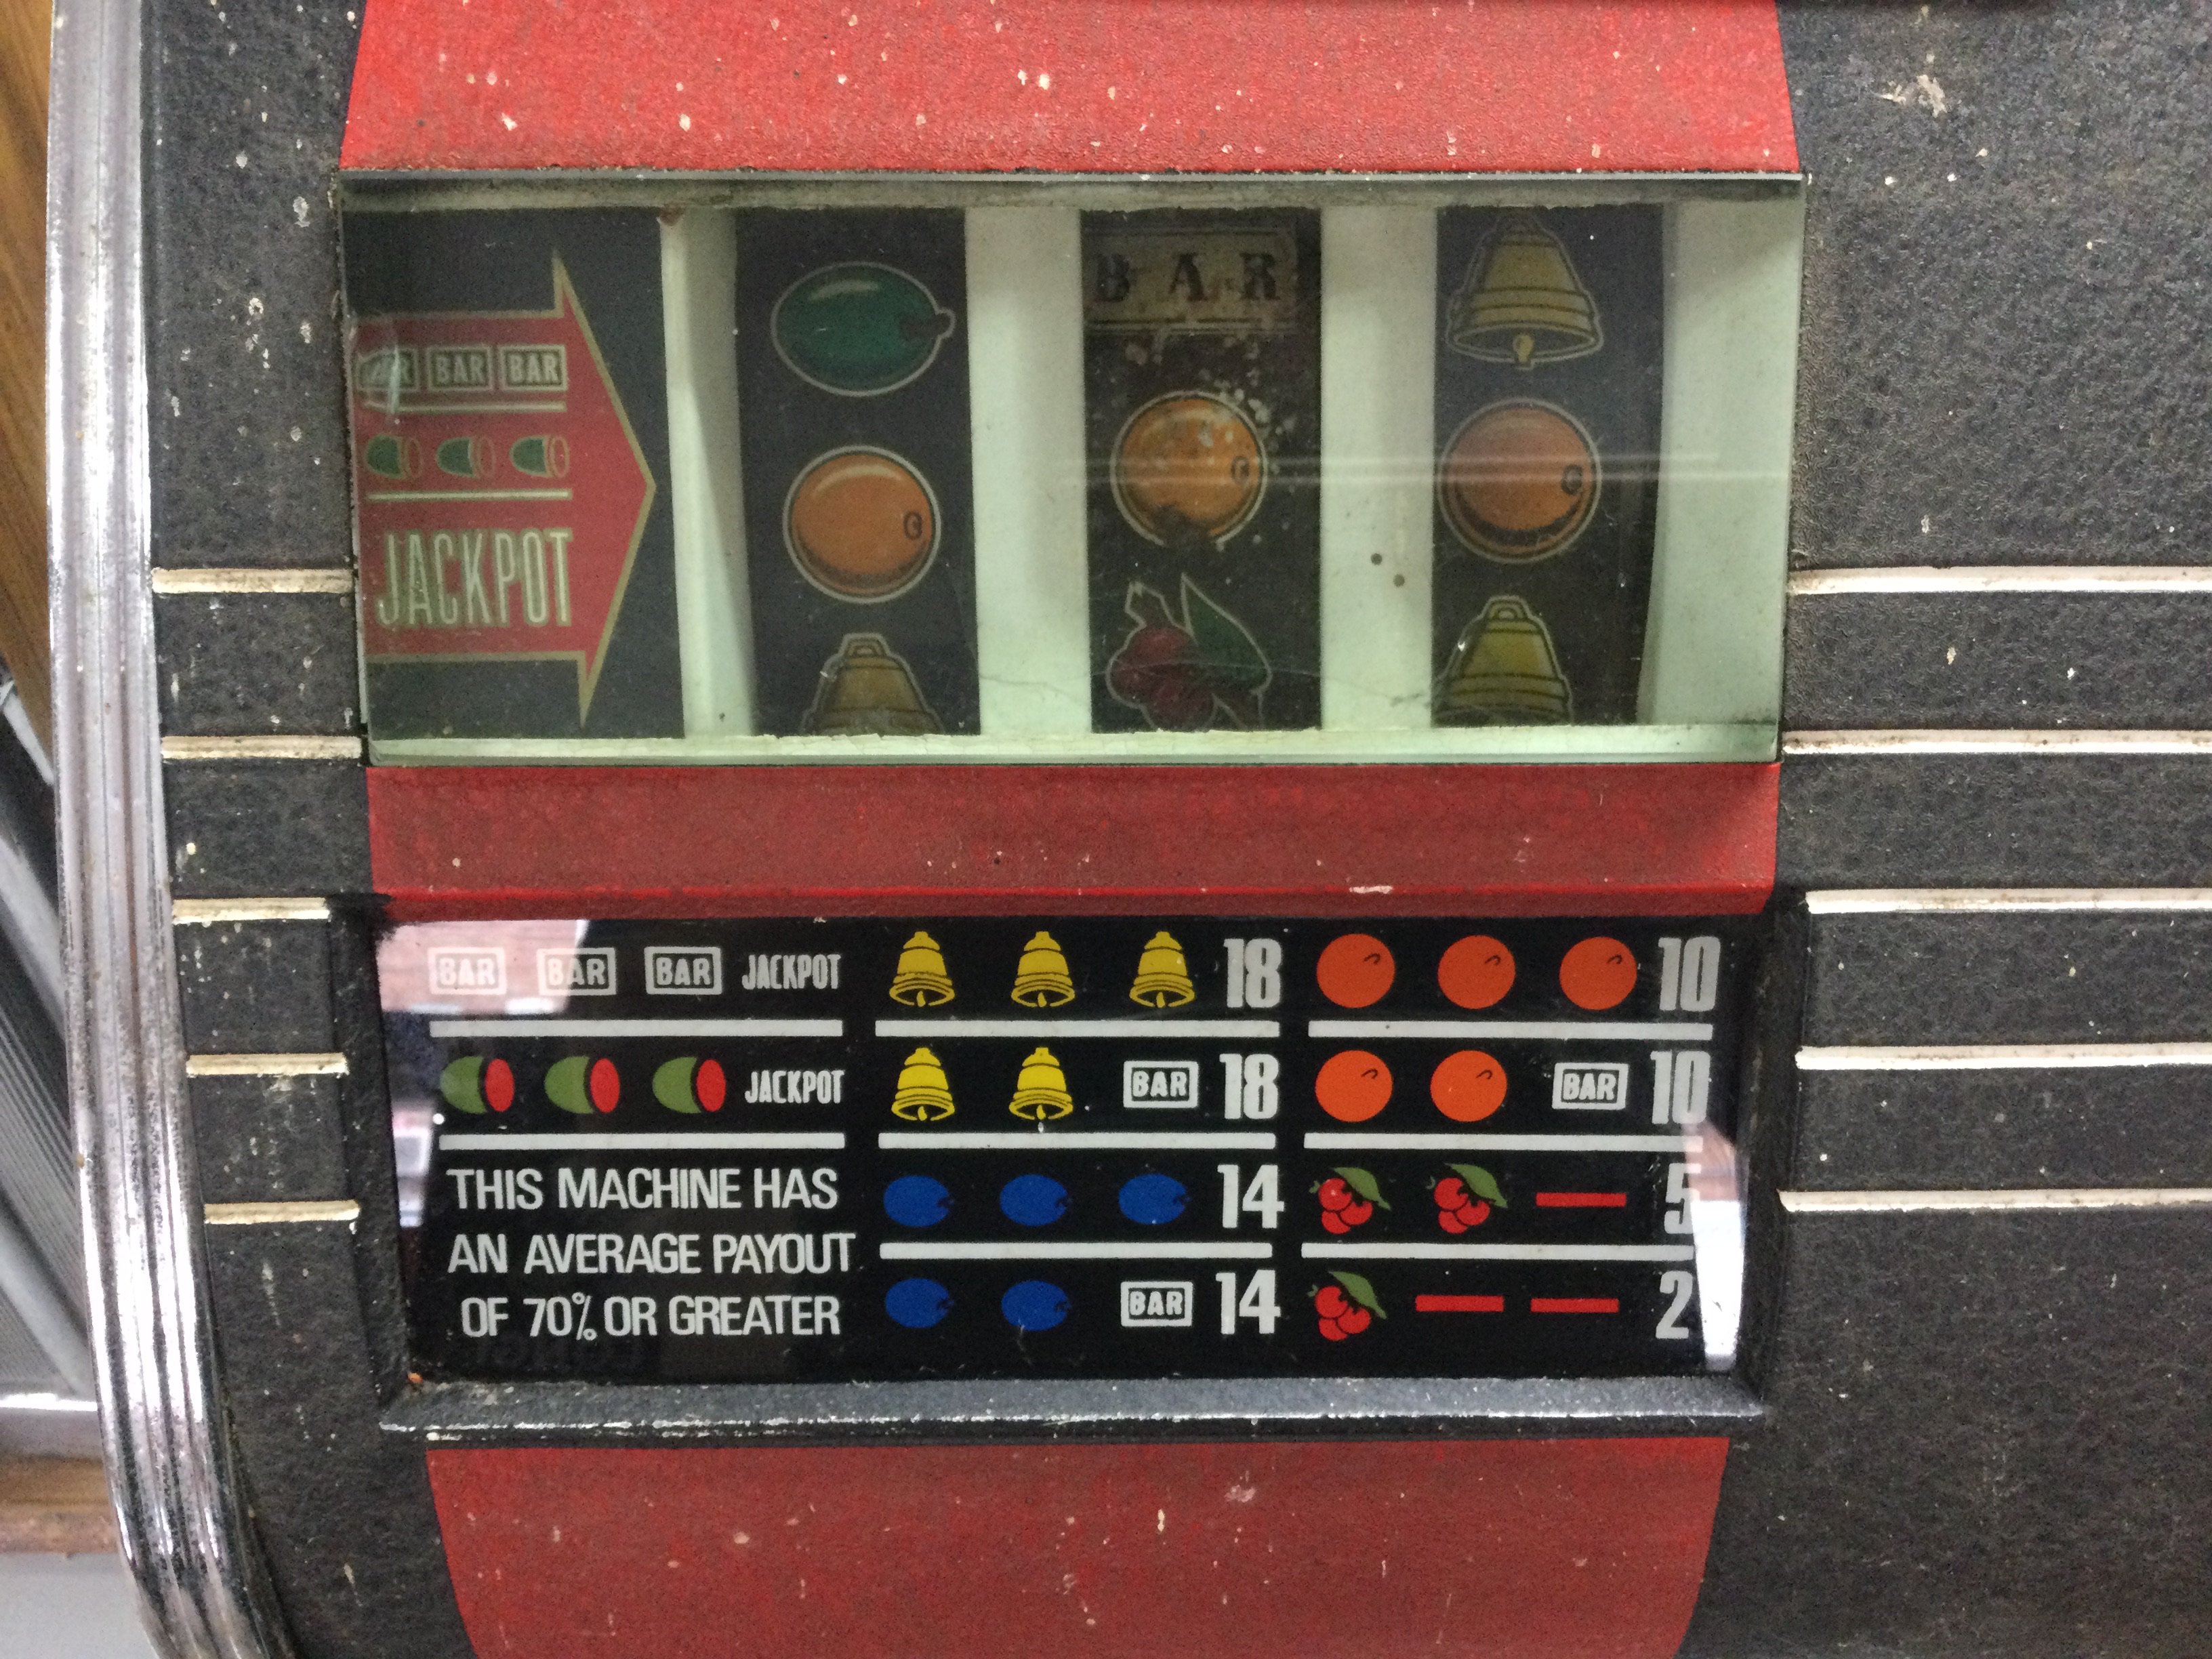 BAR BAR BAR
JACKPOT
BAR
BAR BAR BAR JACKPOT
18
10
JACKPOT
BAR 18
BAR 10
THIS MACHINE HAS
AN AVERAGE PAYOUT
OF 70% OR GREATER
14
5
BAR 14
2